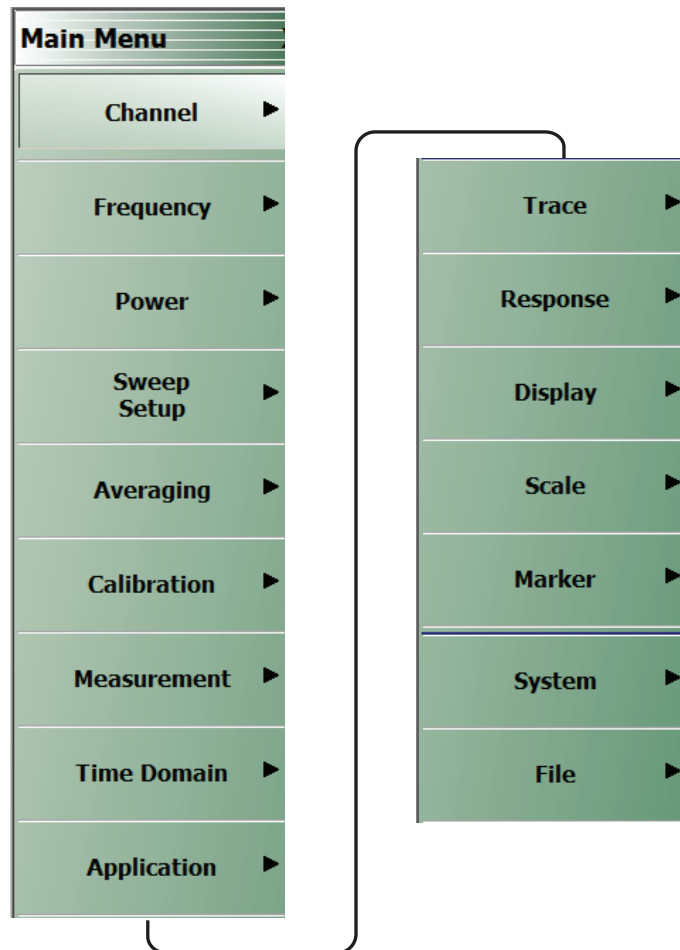 Main Menu
Channel
Frequency
Power
Sweep
Setup
Averaging
Calibration
Measurement
Time Domain
Application
Trace
Response
Display
Scale
Marker
System
File